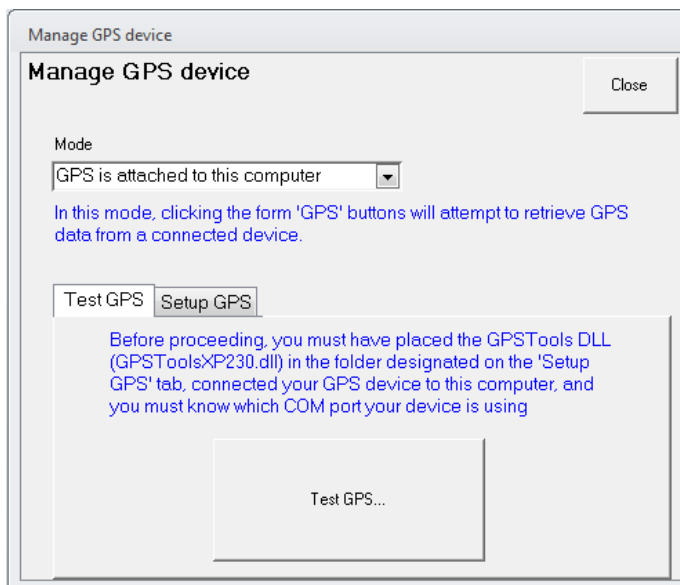 Manage GPS device
Manage GPS device
Close
Mode
GPS is attached to this computer
In this mode, clicking the form 'GPS' buttons will attempt to retrieve GPS
data from a connected device.
Test GPS
Setup GPS
Before proceeding, you must have placed the GPSTools DLL
(GPSToolsXP230.dll) in the folder designated on the 'Setup
GPS' tab, connected your GPS device to this computer, and
you must know which COM port your device is using
Test GPS...